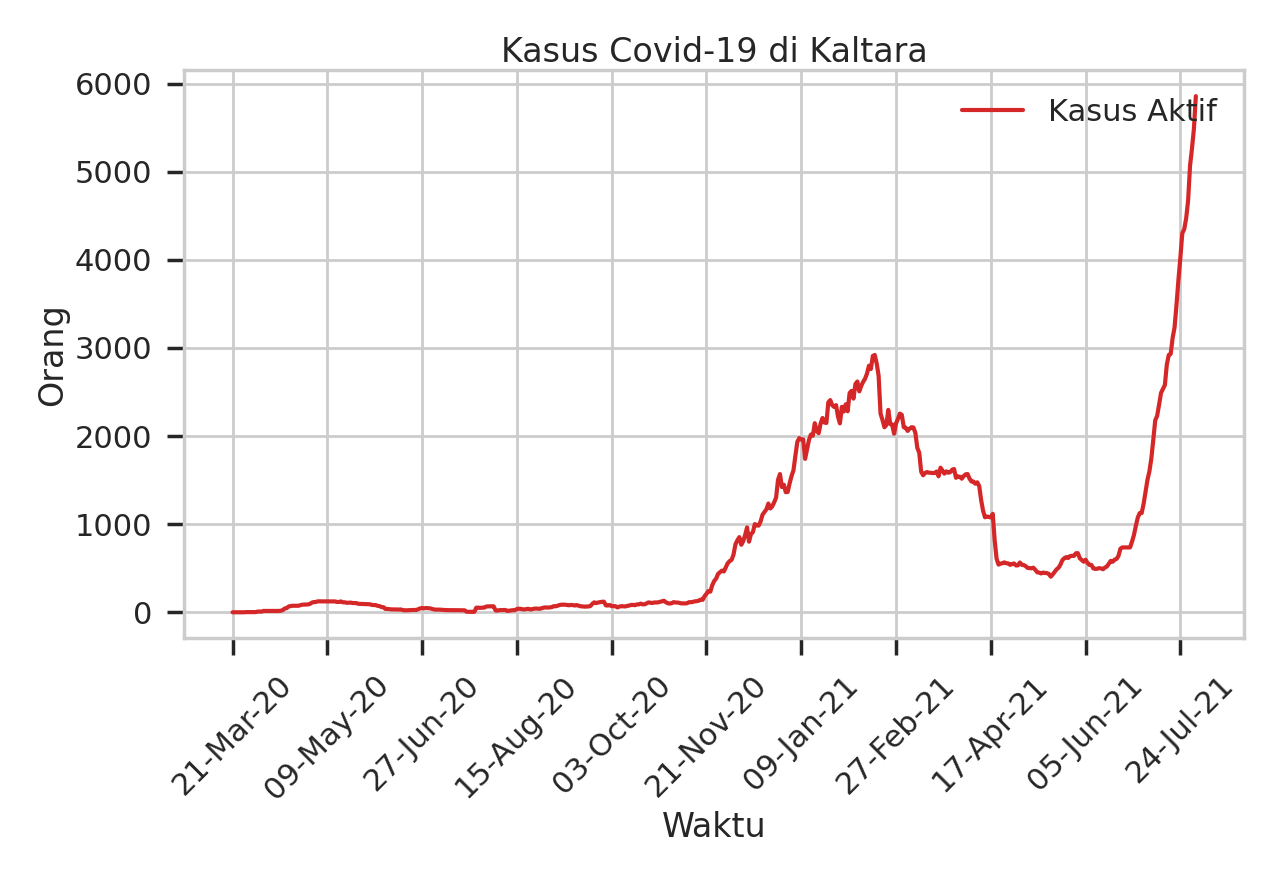 Kasus Covid-19 di Kaltara
6000
5000
4000
3000
2000
1000
0
Orang
Kasus Aktif
21-Mar-20
09-May-20
27-Jun-20
15-Aug-20
03-Oct-20
21-Nov-20
09-Jan-21
27-Feb-21
17-Apr-21
05-Jun-21
24-Jul-21
Waktu